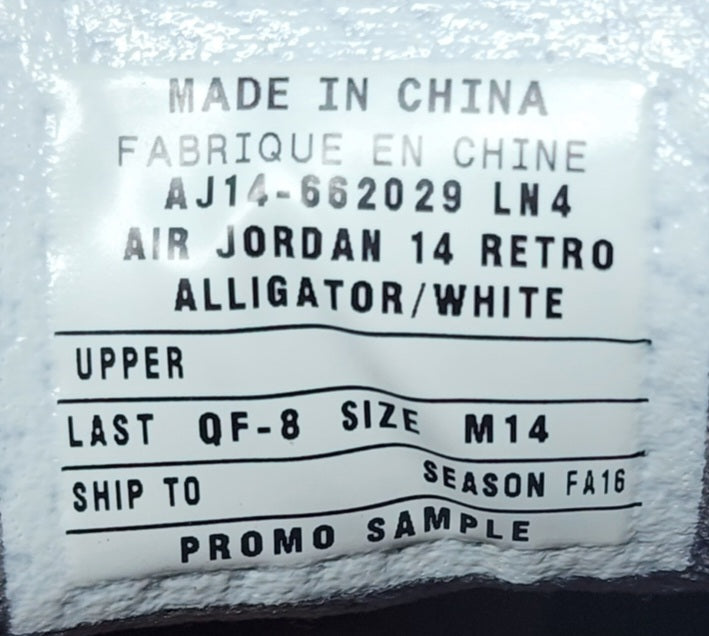 MADE IN CHINA
FABRIQUE EN CHINE
AJ14-662029 LN4
AIR JORDAN 14 RETRO
ALLIGATOR/WHITE
UPPER
LAST QF-8 SIZE M14
SHIP TO SEASON FA16
PROMO SAMPLE